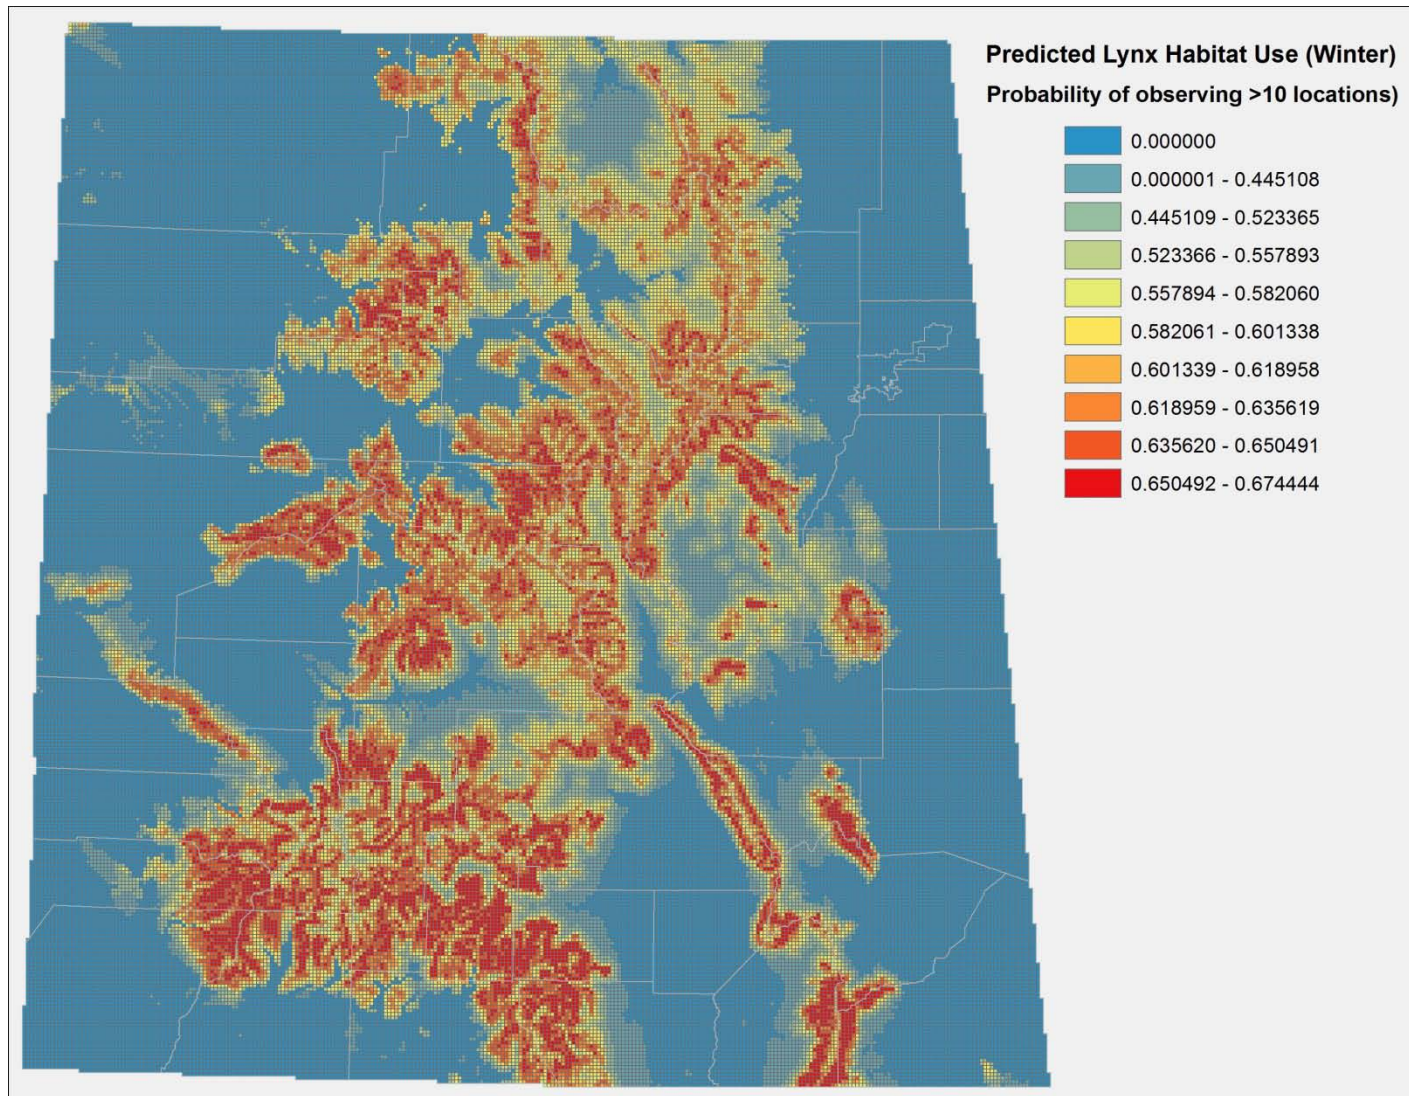 Predicted Lynx Habitat Use (Winter)
Probability of observing >10 locations)
0.000000
0.000001 - 0.445108
0.445109 - 0.523365
0.523366 - 0.557893
0.557894 - 0.582060
0.582061 - 0.601338
0.601339 - 0.618958
0.618959 - 0.635619
0.635620 - 0.650491
0.650492 - 0.674444